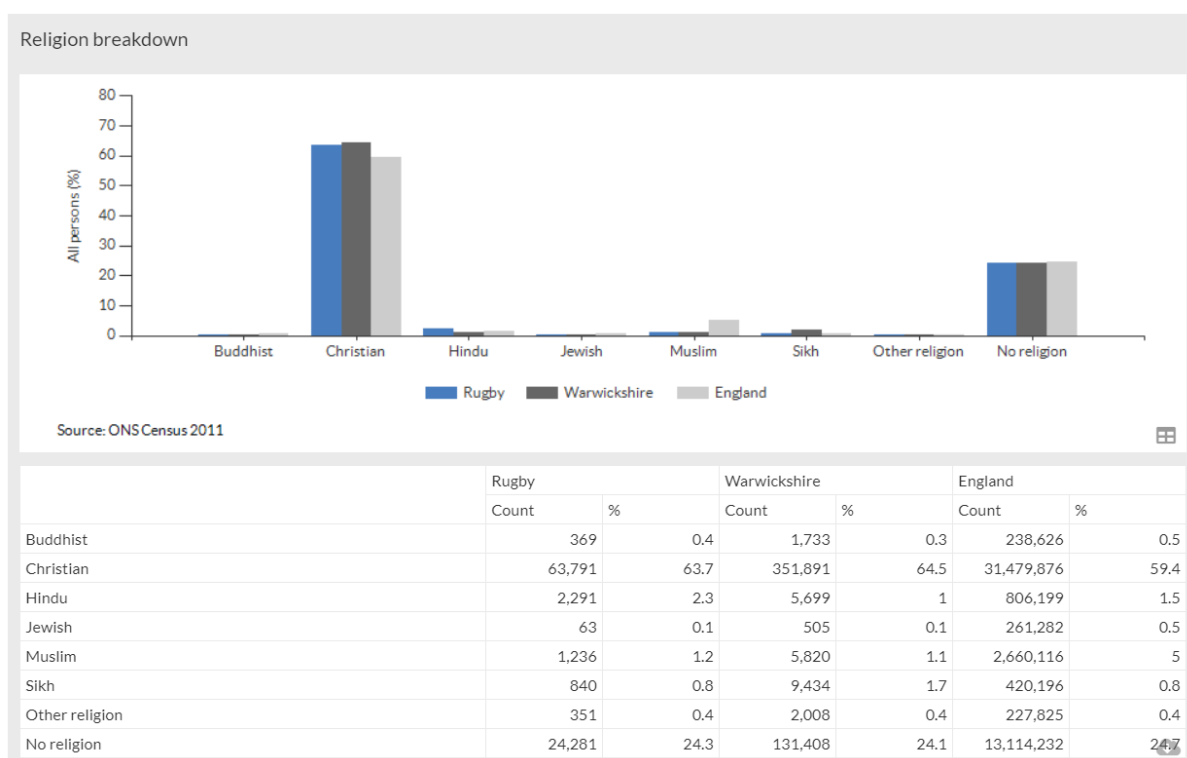 Religion breakdown
80
70
60
50
40
30
20
10
0
All persons (%)
Buddhist Christian Hindu Jewish Muslim Sikh Other religion No religion
Rugby Warwickshire England
Source: ONS Census 2011
Rugby Warwickshire England
Count % Count % Count %
Buddhist 369 0.4 1,733 0.3 238,626 0.5
Christian 63,791 63.7 351,891 64.5 31,479,876 59.4
Hindu 2,291 2.3 5,699 1 806,199 1.5
Jewish 63 0.1 505 0.1 261,282 0.5
Muslim 1,236 1.2 5,820 1.1 2,660,116 5
Sikh 840 0.8 9,434 1.7 420,196 0.8
Other religion 351 0.4 2,008 0.4 227,825 0.4
No religion 24,281 24.3 131,408 24.1 13,114,232 24.7